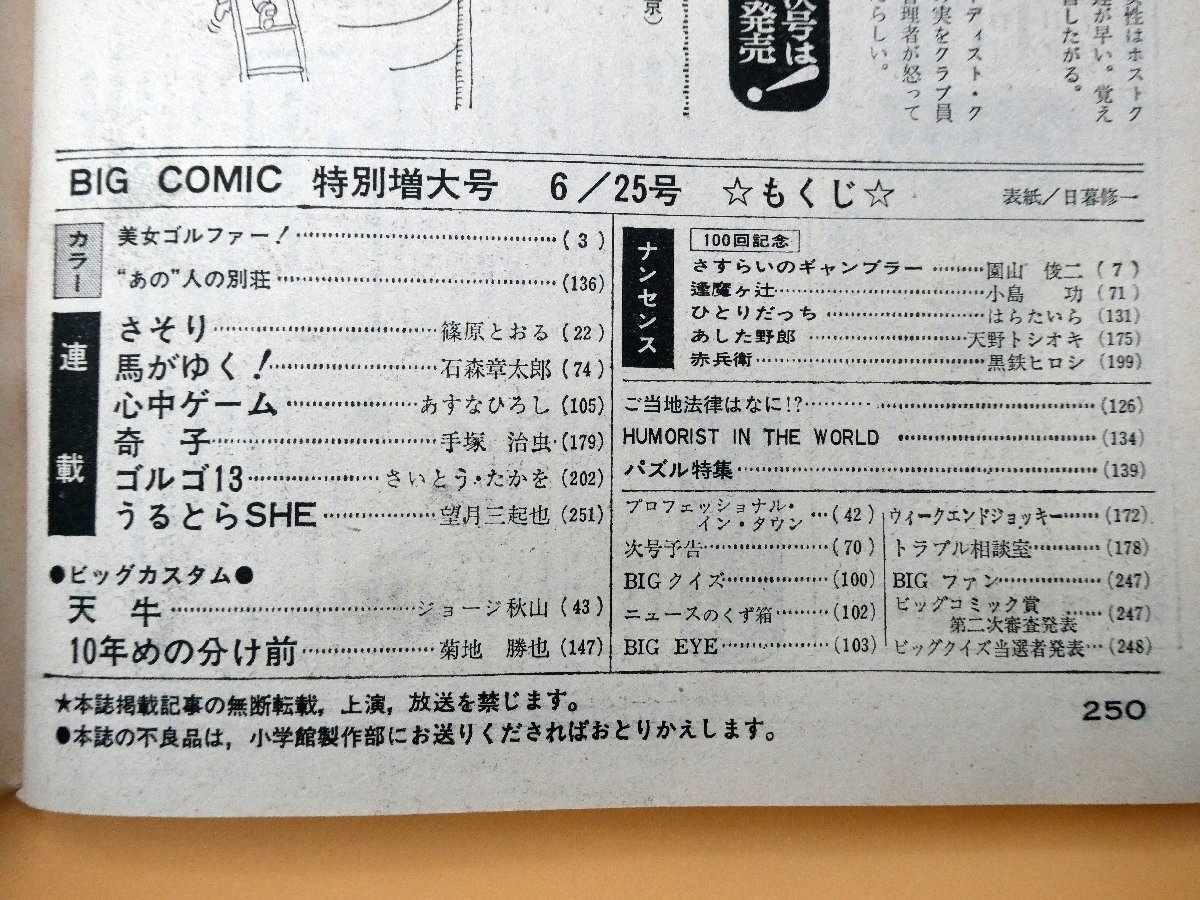 次号は
発売!
京)
ディスト・ク
実をクラブ員
管理者が怒って
らしい。
女性はホストク
達が早い。覚え
習したがる。
BIG COMIC 特別増大号 6/25号 ☆もくじ☆ 表紙/日暮修一
カラー
美女ゴルファー!(3)
“あの”人の別荘(136)
連載
さそり 篠原とおる(22)
馬がゆく! 石森章太郎(74)
心中ゲーム あすなひろし(105)
奇子 手塚 治虫(179)
ゴルゴ13 さいとう・たかを(202)
うるとらSHE 望月三起也(251)
●ビッグカスタム●
天牛 ジョージ秋山(43)
10年めの分け前 菊地 勝也(147)
ナンセンス
100回記念
さすらいのギャンブラー 園山 俊二(7)
逢魔ヶ辻 小島 功(71)
ひとりだっち はらたいら(131)
あした野郎 天野トシオキ(175)
赤兵衛 黒鉄ヒロシ(199)
ご当地法律はなに!?(126)
HUMORIST IN THE WORLD(134)
パズル特集(139)
プロフェッショナル・
イン・タウン(42)
次号予告(70)
BIGクイズ(100)
ニュースのくず箱(102)
BIG EYE(103)
ウィークエンドジョッキー(172)
トラブル相談室(178)
BIG ファン(247)
ビッグコミック賞
第二次審査発表(247)
ビッグクイズ当選者発表(248)
★本誌掲載記事の無断転載,上演,放送を禁じます。
●本誌の不良品は,小学館製作部にお送りくださればおとりかえします。
250